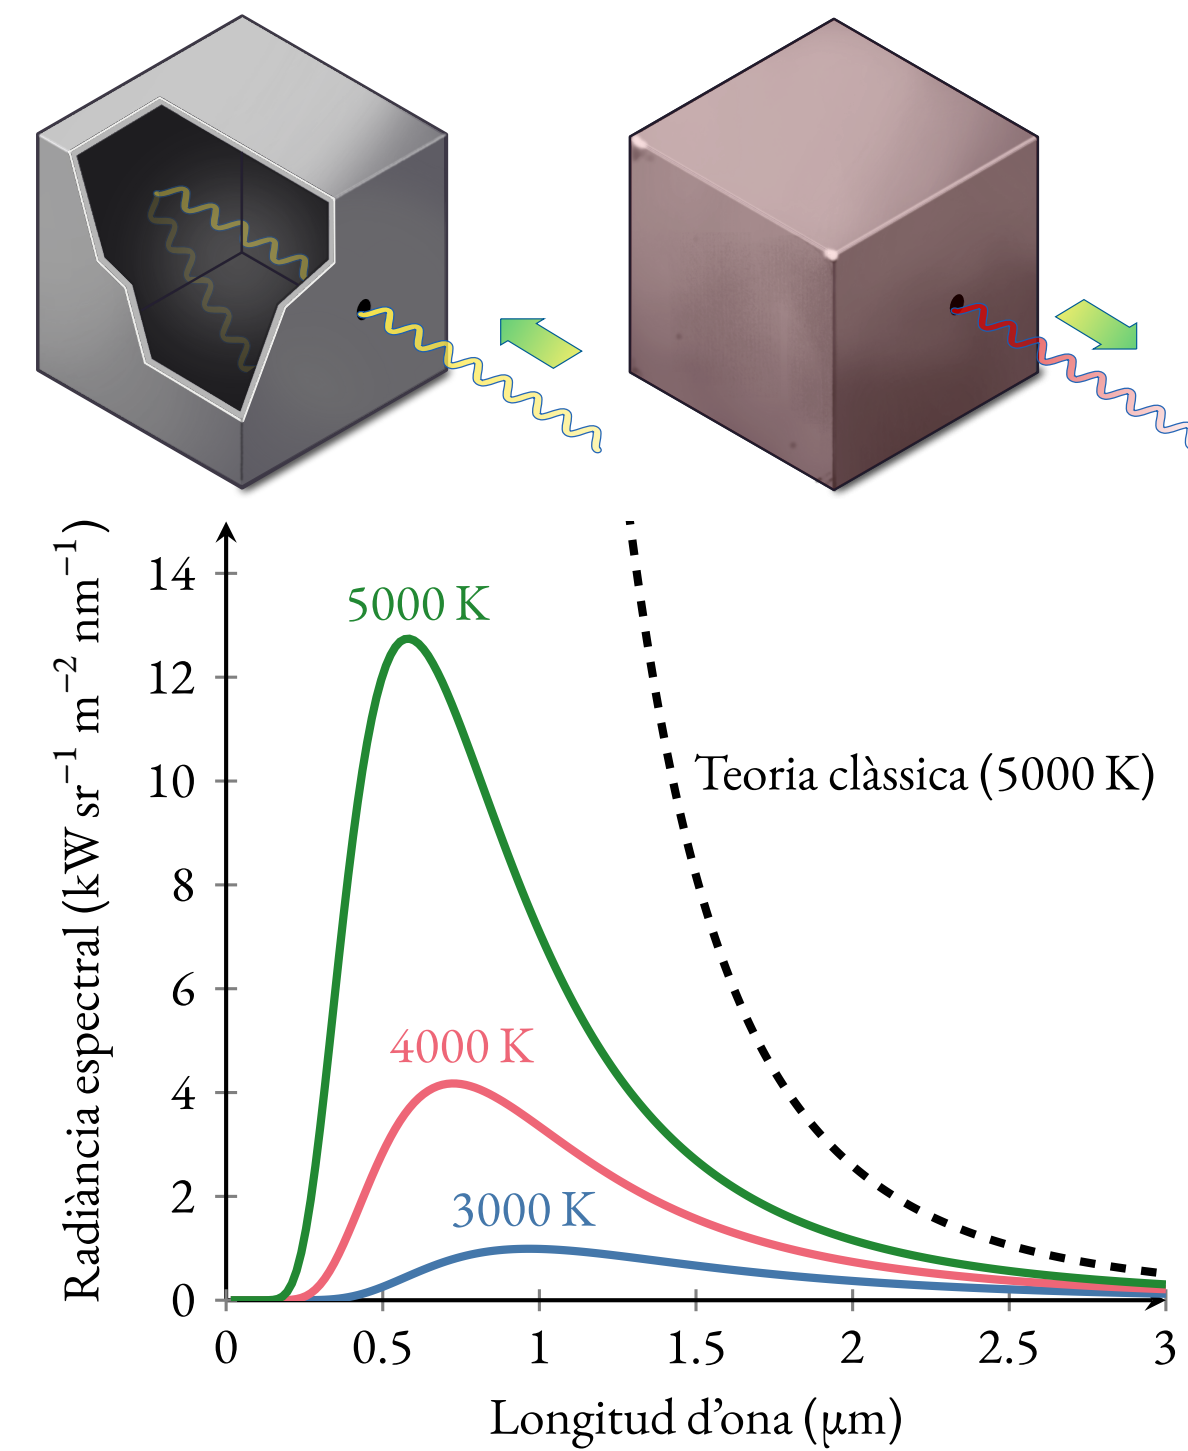 Radiància espectral (kW sr⁻¹ m⁻² nm⁻¹)
14
12
10
8
6
4
2
0
5000 K
4000 K
3000 K
Teoria clàssica (5000 K)
0 0.5 1 1.5 2 2.5 3
Longitud d’ona (μm)